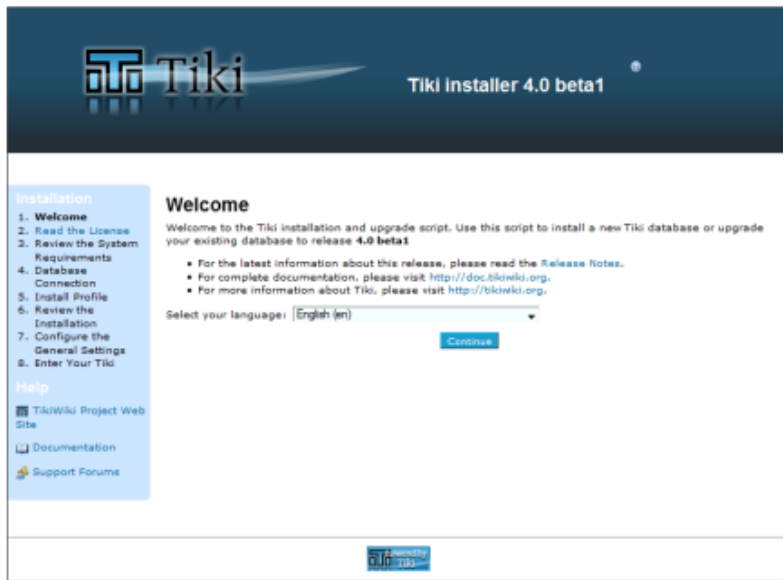 Tiki
Tiki installer 4.0 beta1
Installation
1. Welcome
2. Read the License
3. Review the System
Requirements
4. Database
Connection
5. Install Profile
6. Review the
Installation
7. Configure the
General Settings
8. Enter Your Tiki
Help
TikiWiki Project Web
Site
Documentation
Support Forums
Welcome
Welcome to the Tiki installation and upgrade script. Use this script to install a new Tiki database or upgrade
your existing database to release 4.0 beta1
• For the latest information about this release, please read the Release Notes.
• For complete documentation, please visit http://doc.tikiwiki.org.
• For more information about Tiki, please visit http://tikiwiki.org.
Select your language: English (en)
Continue
Powered by
Tiki